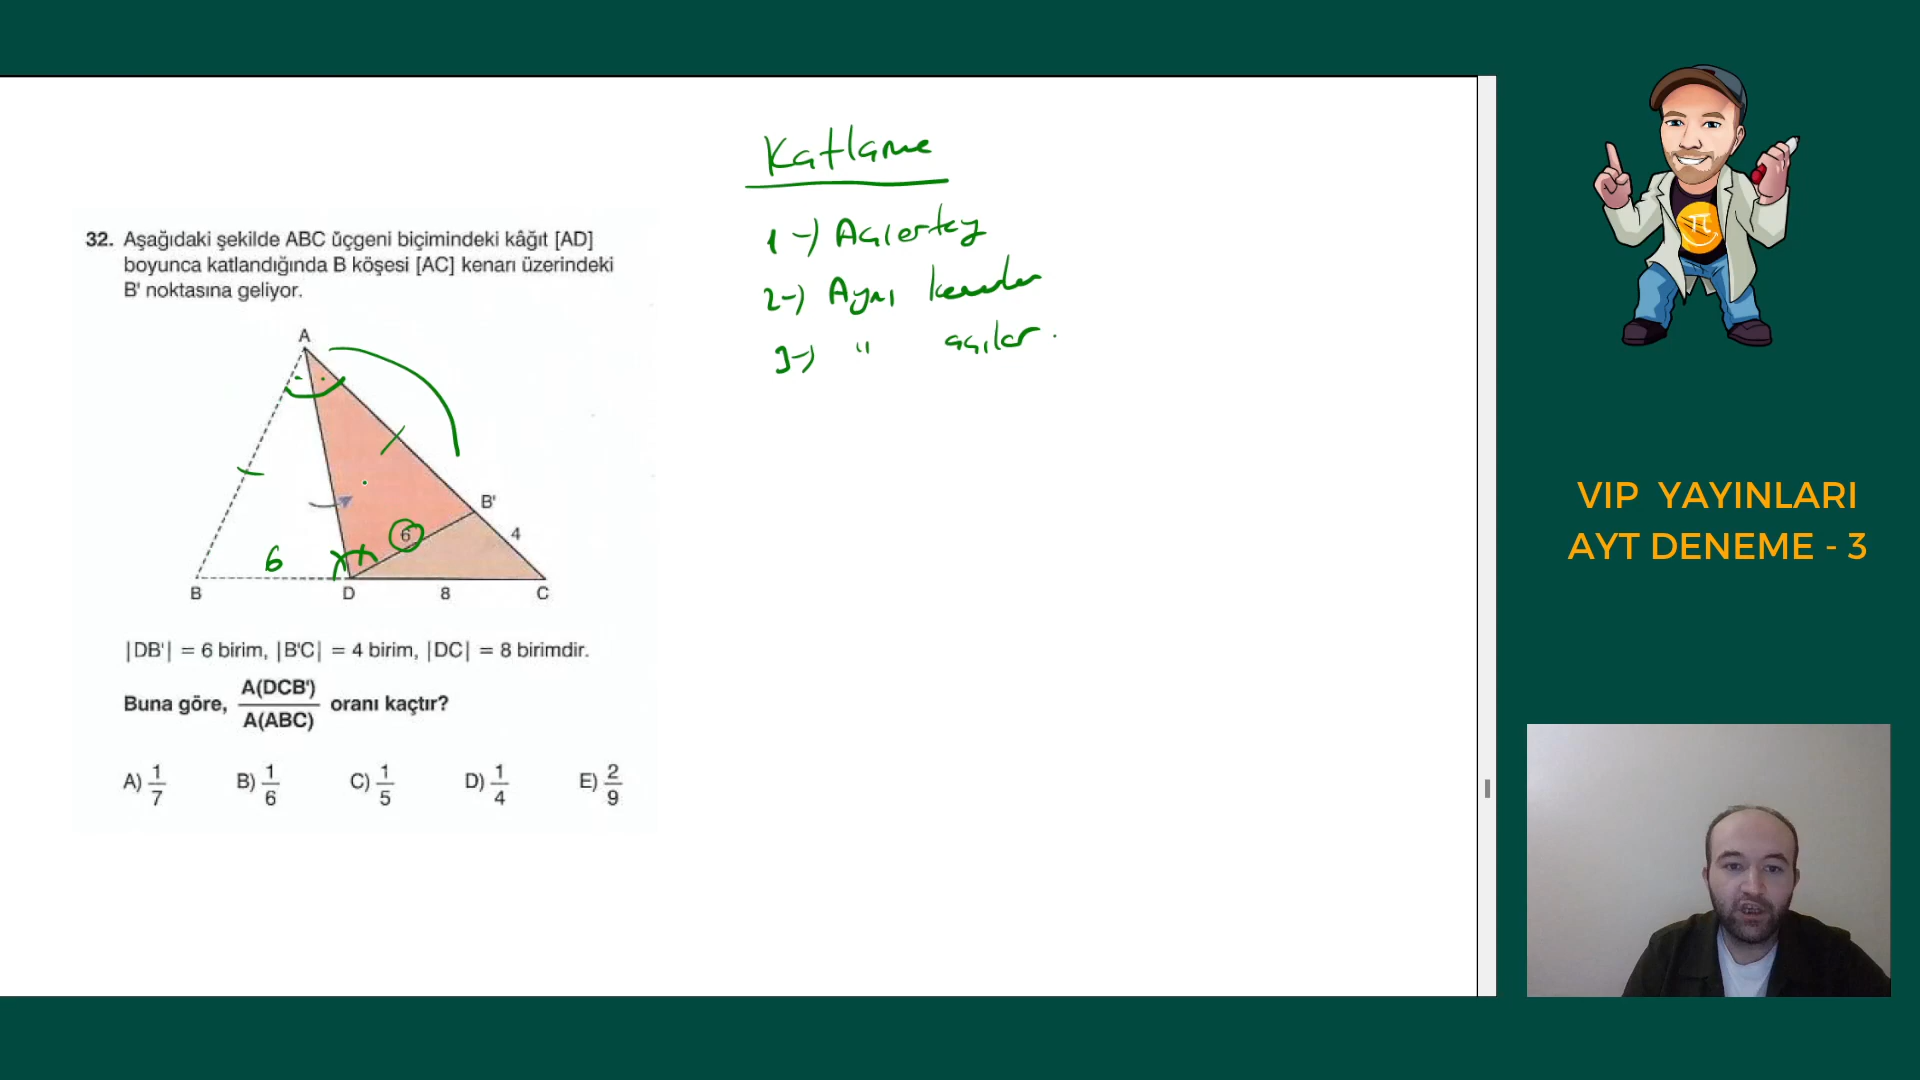 Katlama
1-) Açıortay
2-) Aynı kenarlar
3-) " açılar.
32. Aşağıdaki şekilde ABC üçgeni biçimindeki kâğıt [AD]
boyunca katlandığında B köşesi [AC] kenarı üzerindeki
B' noktasına geliyor.
A
B'
6
4
6
B
D
8
C
|DB'| = 6 birim, |B'C| = 4 birim, |DC| = 8 birimdir.
Buna göre, A(DCB') / A(ABC) oranı kaçtır?
A) 1/7 B) 1/6 C) 1/5 D) 1/4 E) 2/9
π
VIP YAYINLARI
AYT DENEME - 3